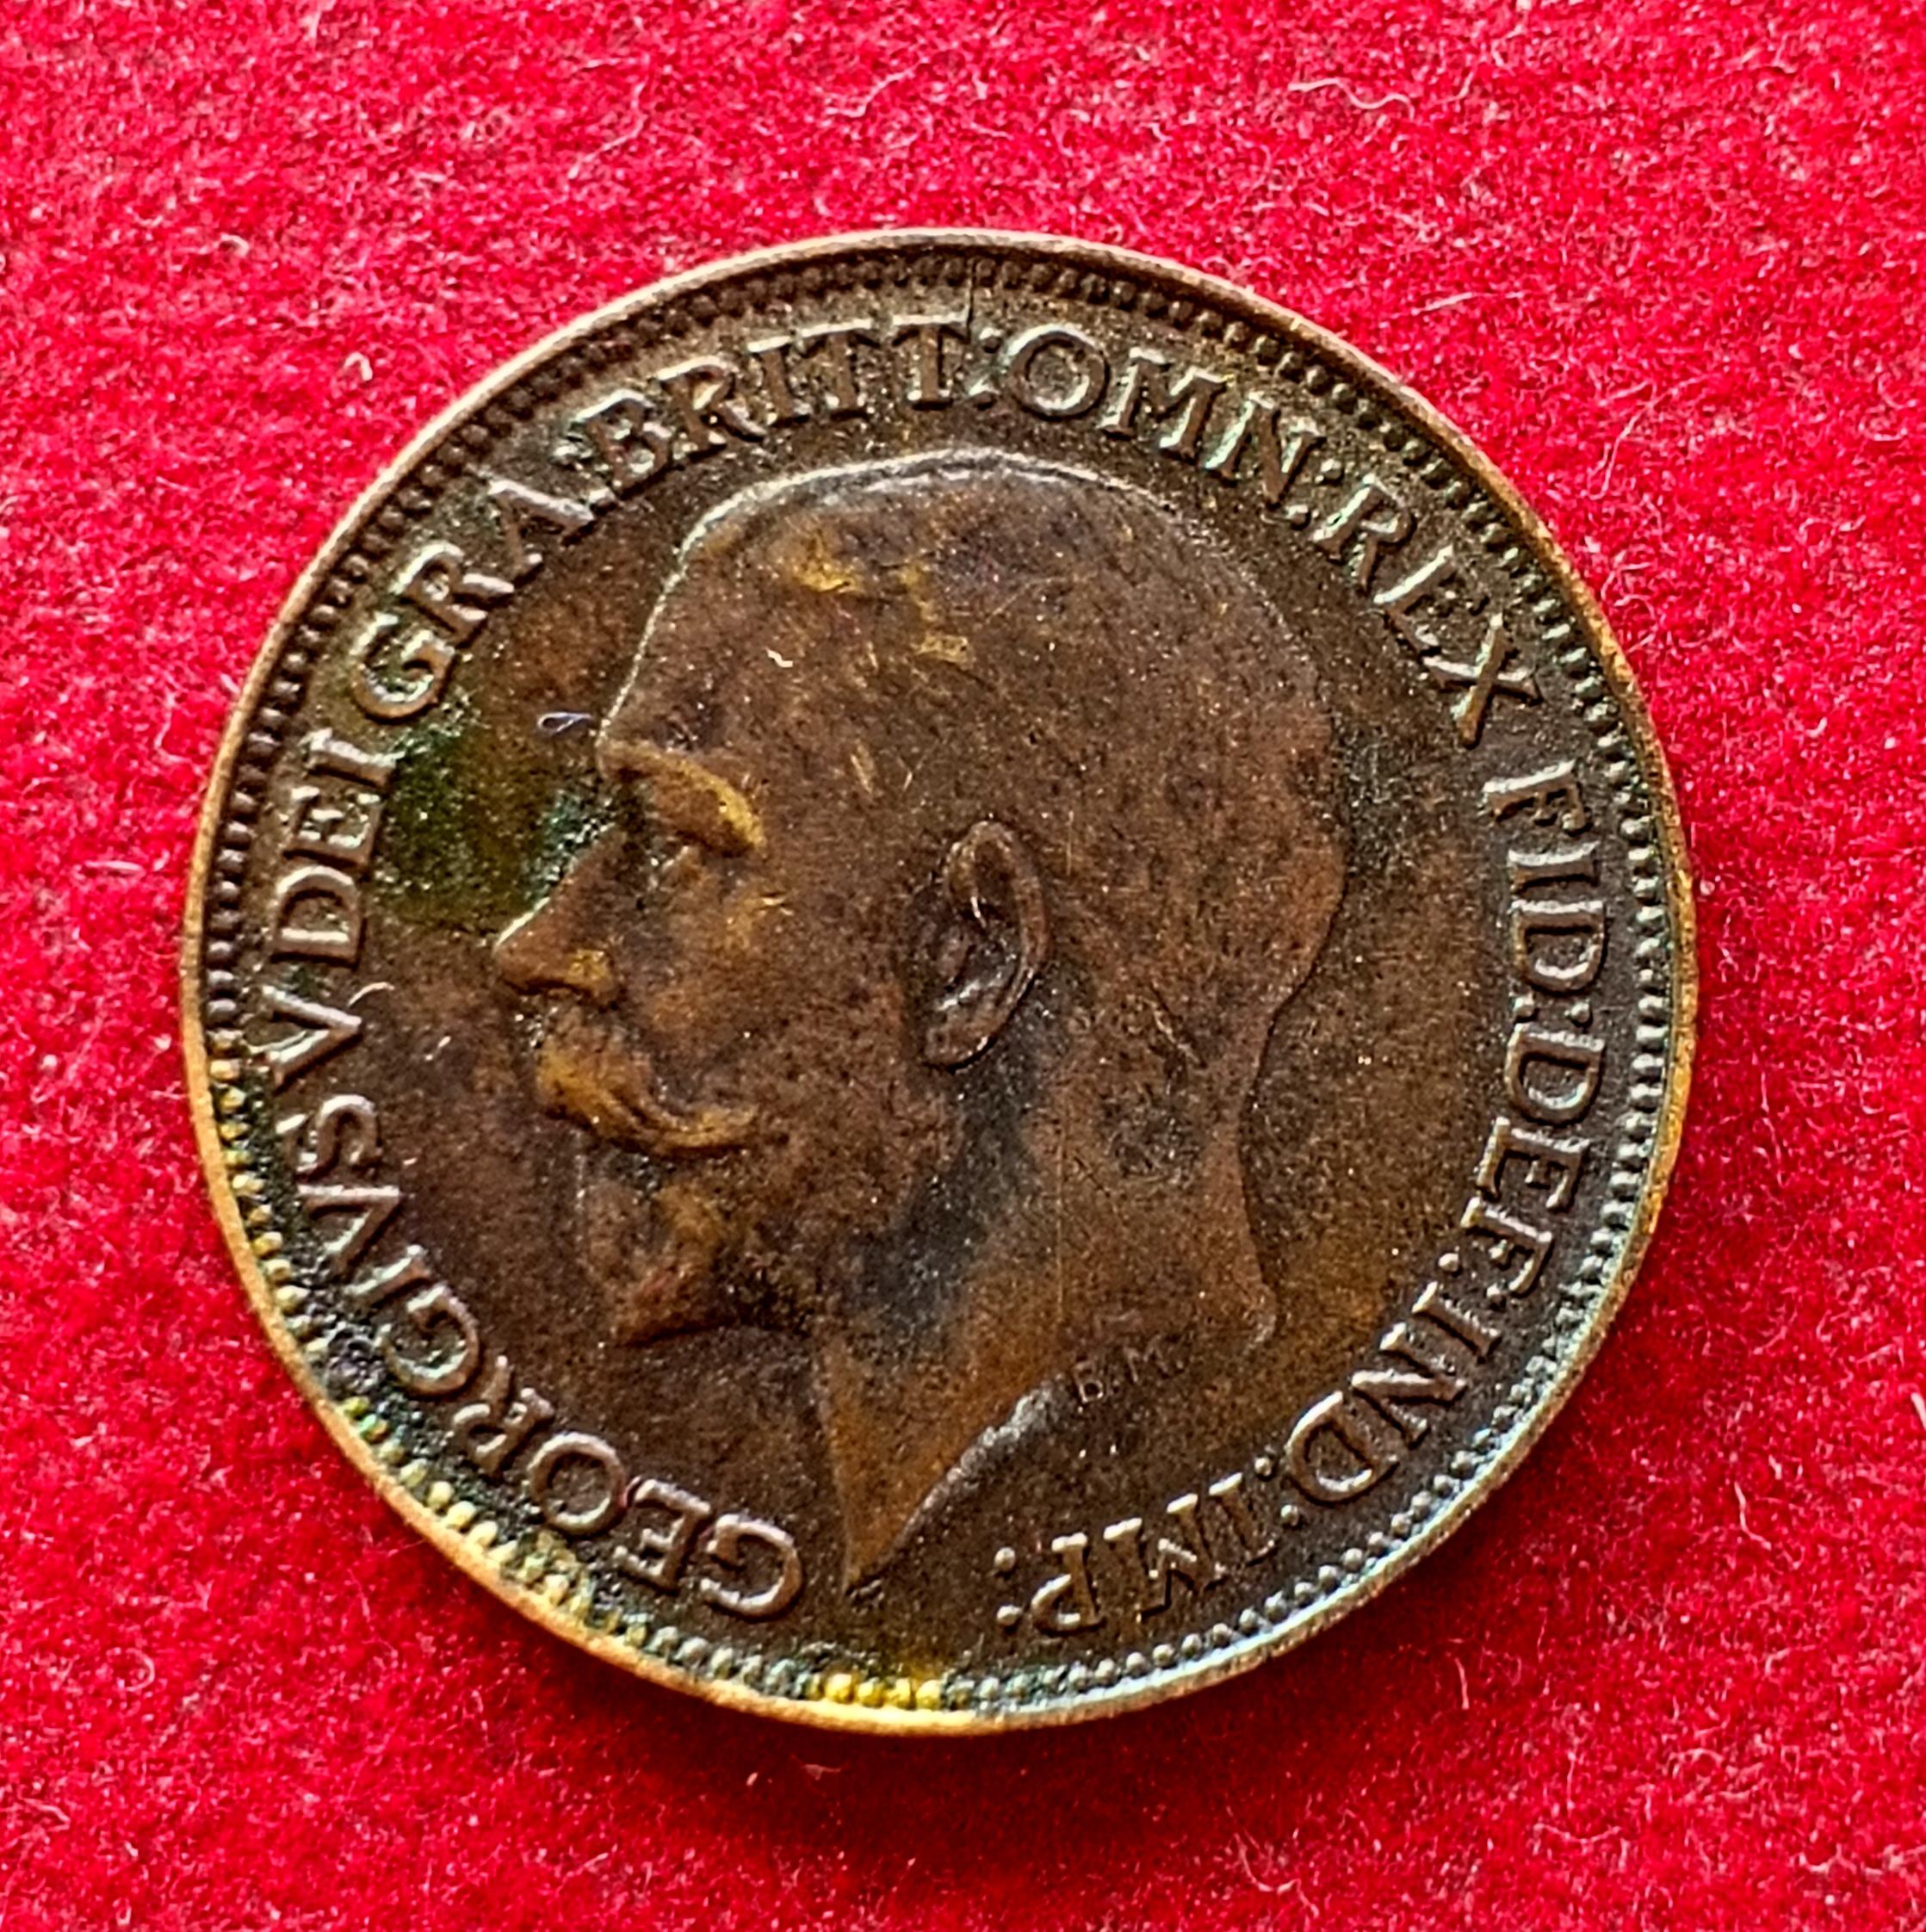 GEORGIVS V DEI GRA:BRITT:OMN:REX FID:DEF:IND:IMP:
B.M.